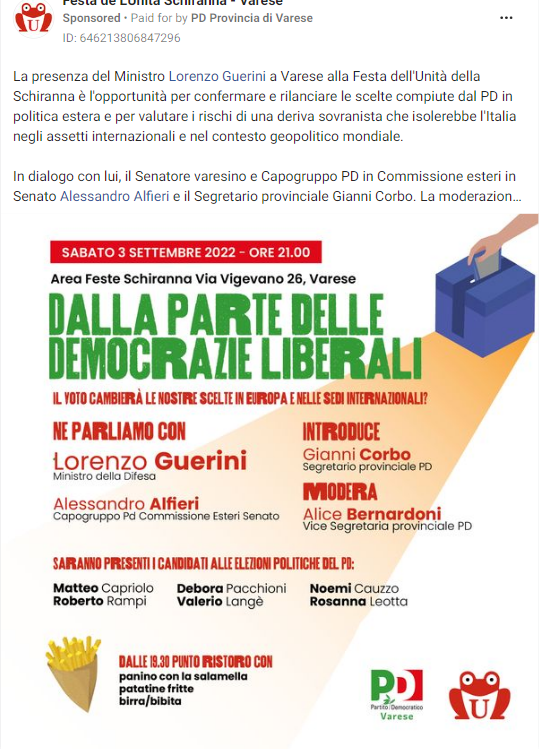 Festa de L'Unità Schiranna - Varese
Sponsored • Paid for by PD Provincia di Varese
ID: 646213806847296
La presenza del Ministro Lorenzo Guerini a Varese alla Festa dell'Unità della
Schiranna è l'opportunità per confermare e rilanciare le scelte compiute dal PD in
politica estera e per valutare i rischi di una deriva sovranista che isolerebbe l'Italia
negli assetti internazionali e nel contesto geopolitico mondiale.
In dialogo con lui, il Senatore varesino e Capogruppo PD in Commissione esteri in
Senato Alessandro Alfieri e il Segretario provinciale Gianni Corbo. La moderazion...
SABATO 3 SETTEMBRE 2022 - ORE 21.00
Area Feste Schiranna Via Vigevano 26, Varese
DALLA PARTE DELLE
DEMOCRAZIE LIBERALI
IL VOTO CAMBIERÀ LE NOSTRE SCELTE IN EUROPA E NELLE SEDI INTERNAZIONALI?
NE PARLIAMO CON
Lorenzo Guerini
Ministro della Difesa
Alessandro Alfieri
Capogruppo Pd Commissione Esteri Senato
INTRODUCE
Gianni Corbo
Segretario provinciale PD
MODERA
Alice Bernardoni
Vice Segretaria provinciale PD
SARANNO PRESENTI I CANDIDATI ALLE ELEZIONI POLITICHE DEL PD:
Matteo Capriolo Debora Pacchioni Noemi Cauzzo
Roberto Rampi Valerio Langè Rosanna Leotta
DALLE 19.30 PUNTO RISTORO CON
panino con la salamella
patatine fritte
birra/bibita
PD
Partito Democratico
Varese
U